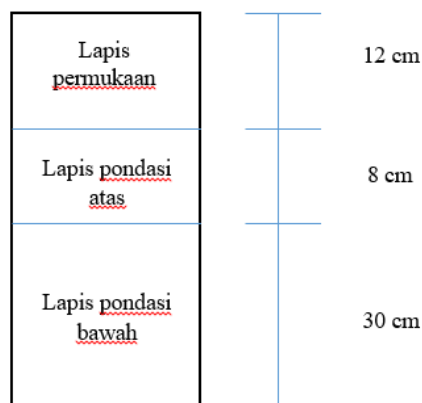 Lapis
permukaan
12 cm
Lapis pondasi
atas
8 cm
Lapis pondasi
bawah
30 cm